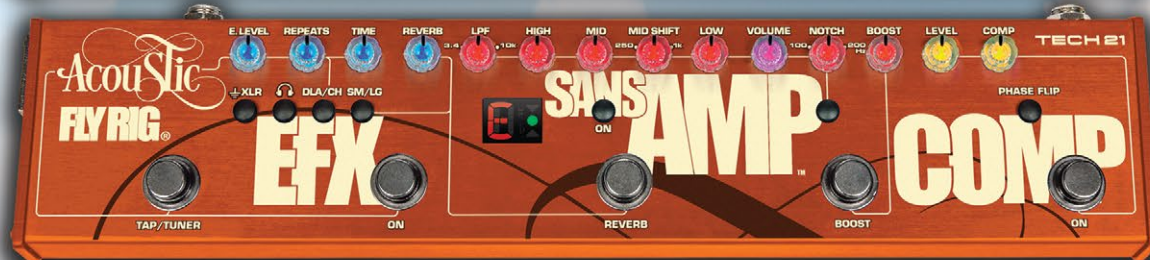 E.LEVEL REPEATS TIME REVERB LPF HIGH MID MID SHIFT LOW VOLUME NOTCH BOOST LEVEL COMP
3.4 10k 250 1k 100 200 Hz
TECH 21
Acoustic
FLY RIG®
⏚XLR 🎧 DLA/CH SM/LG
EFX
E
SANS
AMP™
ON
PHASE FLIP
COMP
TAP/TUNER ON REVERB BOOST ON